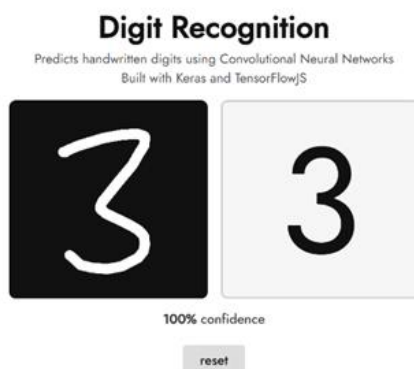 Digit Recognition
Predicts handwritten digits using Convolutional Neural Networks
Built with Keras and TensorFlowJS
3 3
100% confidence
reset